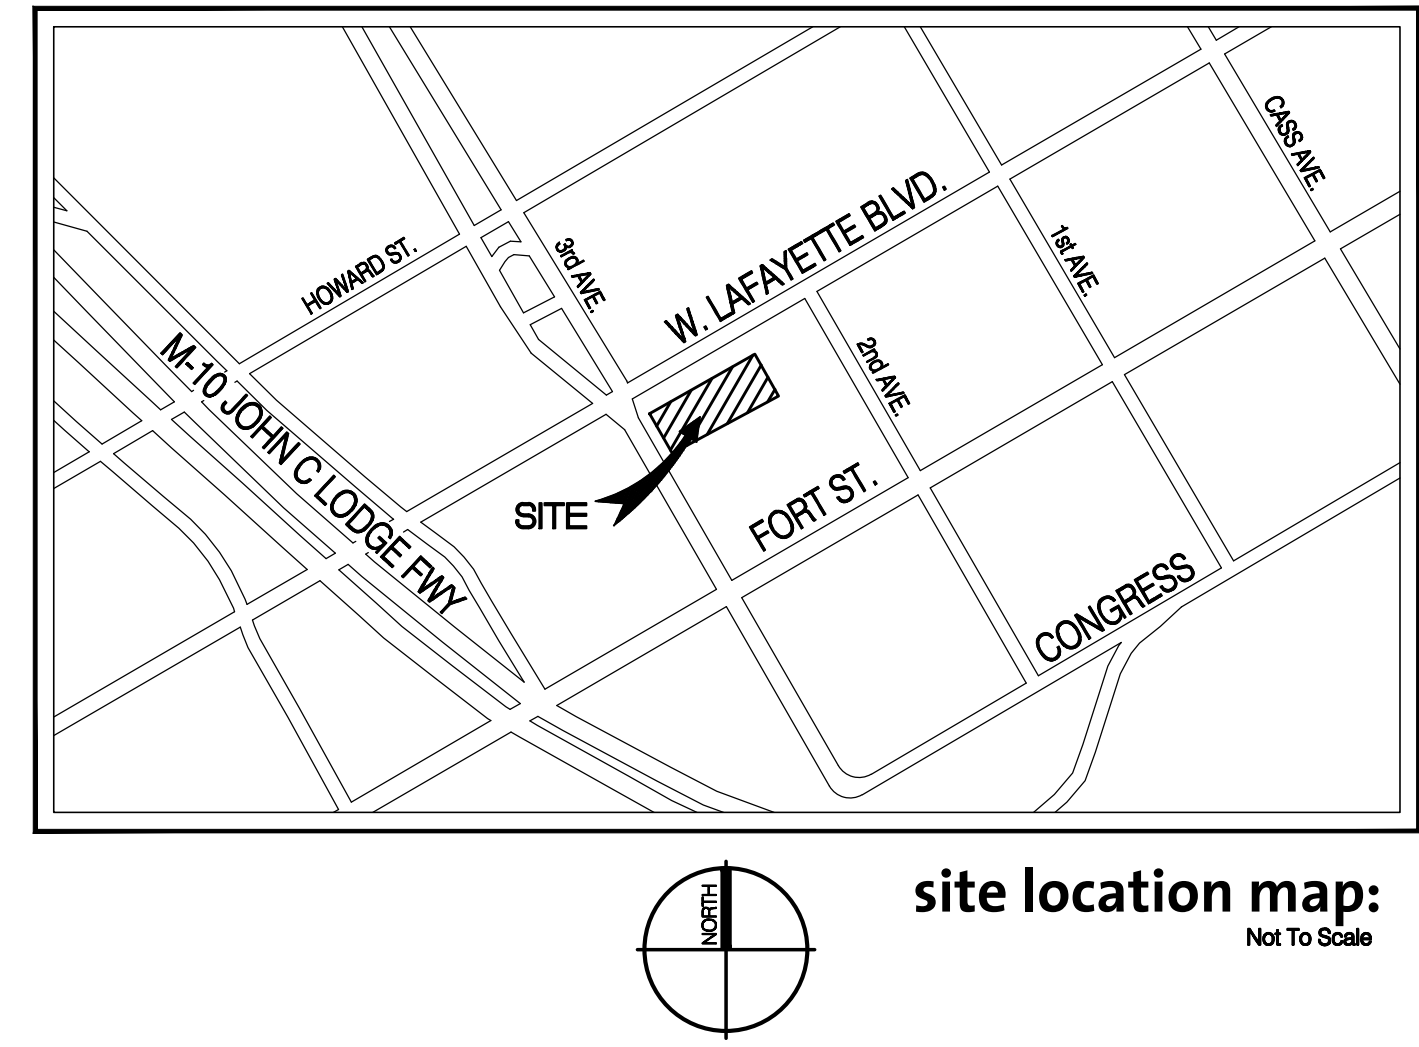 CASS AVE.
HOWARD ST.
3rd AVE.
W. LAFAYETTE BLVD.
1st AVE.
M-10 JOHN C LODGE FWY
2nd AVE.
SITE
FORT ST.
CONGRESS
NORTH
site location map:
Not To Scale